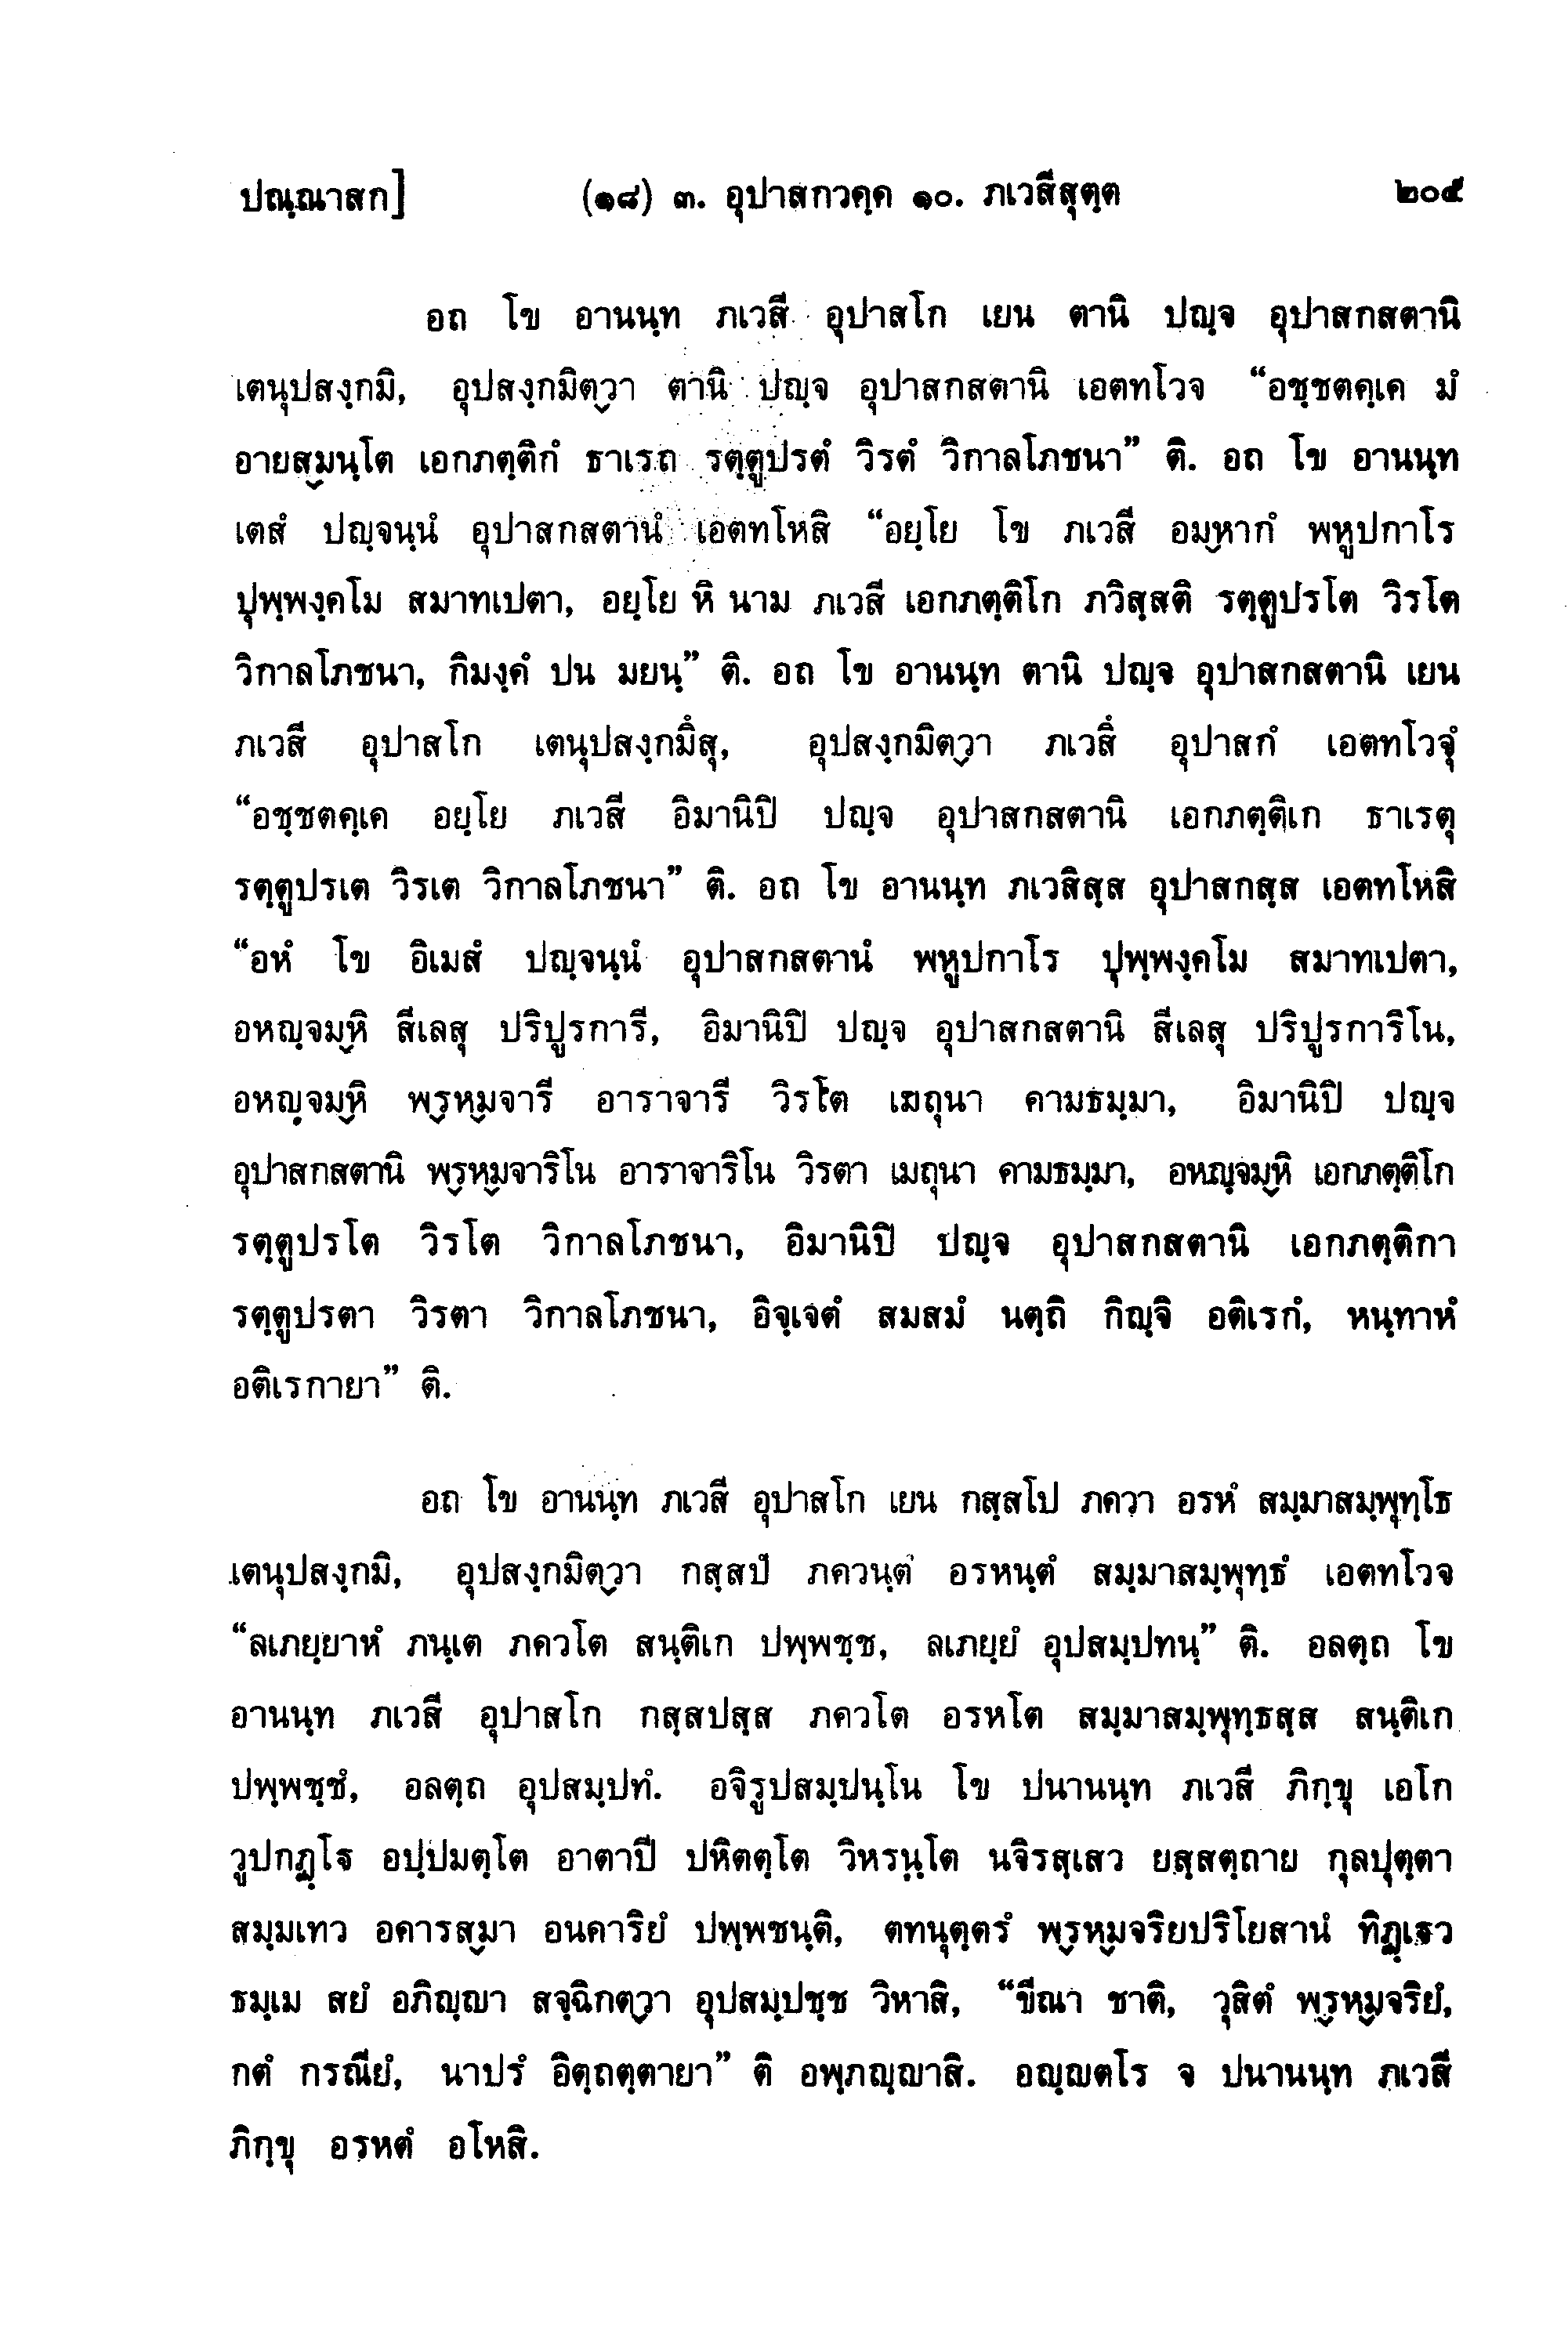 ปณฺณาสก]	(๑๘) ๓. อุปาสกวคฺค ๑๐. ภเวสีสุตฺต	๒๐๕
อถ โข อานนฺท ภเวสี อุปาสโก เยน ตานิ ปญฺจ อุปาสกสตานิ
เตนุปสงฺกมิ, อุปสงฺกมิตฺวา ตานิ ปญฺจ อุปาสกสตานิ เอตทโวจ “อชฺชตคฺเค มํ
อายสฺมนฺโต เอกภตฺติกํ ธาเรถ รตฺตูปรตํ วิรตํ วิกาลโภชนา” ติ. อถ โข อานนฺท
เตสํ ปญฺจนฺนํ อุปาสกสตานํ เอตทโหสิ “อยฺโย โข ภเวสี อมฺหากํ พหูปกาโร
ปุพฺพงฺคโม สมาทเปตา, อยฺโย หิ นาม ภเวสี เอกภตฺติโก ภวิสฺสติ รตฺตูปรโต วิรโต
วิกาลโภชนา, กิมงฺคํ ปน มยนฺ” ติ. อถ โข อานนฺท ตานิ ปญฺจ อุปาสกสตานิ เยน
ภเวสี อุปาสโก เตนุปสงฺกมิํสุ, อุปสงฺกมิตฺวา ภเวสิํ อุปาสกํ เอตทโวจุํ
“อชฺชตคฺเค อยฺโย ภเวสี อิมานิปิ ปญฺจ อุปาสกสตานิ เอกภตฺติเก ธาเรตุ
รตฺตูปรเต วิรเต วิกาลโภชนา” ติ. อถ โข อานนฺท ภเวสิสฺส อุปาสกสฺส เอตทโหสิ
“อหํ โข อิเมสํ ปญฺจนฺนํ อุปาสกสตานํ พหูปกาโร ปุพฺพงฺคโม สมาทเปตา,
อหญฺจมฺหิ สีเลสุ ปริปูรการี, อิมานิปิ ปญฺจ อุปาสกสตานิ สีเลสุ ปริปูรการิโน,
อหญฺจมฺหิ พฺรหฺมจารี อาราจารี วิรโต เมถุนา คามธมฺมา, อิมานิปิ ปญฺจ
อุปาสกสตานิ พฺรหฺมจาริโน อาราจาริโน วิรตา เมถุนา คามธมฺมา, อหญฺจมฺหิ เอกภตฺติโก
รตฺตูปรโต วิรโต วิกาลโภชนา, อิมานิปิ ปญฺจ อุปาสกสตานิ เอกภตฺติกา
รตฺตูปรตา วิรตา วิกาลโภชนา, อิจฺเจตํ สมสมํ นตฺถิ กิญฺจิ อติเรกํ, หนฺทาหํ
อติเรกายา” ติ.
อถ โข อานนฺท ภเวสี อุปาสโก เยน กสฺสโป ภควา อรหํ สมฺมาสมฺพุทฺโธ
เตนุปสงฺกมิ, อุปสงฺกมิตฺวา กสฺสปํ ภควนฺตํ อรหนฺตํ สมฺมาสมฺพุทฺธํ เอตทโวจ
“ลเภยฺยาหํ ภนฺเต ภควโต สนฺติเก ปพฺพชฺช, ลเภยฺยํ อุปสมฺปทนฺ” ติ. อลตฺถ โข
อานนฺท ภเวสี อุปาสโก กสฺสปสฺส ภควโต อรหโต สมฺมาสมฺพุทฺธสฺส สนฺติเก
ปพฺพชฺชํ, อลตฺถ อุปสมฺปทํ. อจิรูปสมฺปนฺโน โข ปนานนฺท ภเวสี ภิกฺขุ เอโก
วูปกฏฺโฐ อปฺปมตฺโต อาตาปี ปหิตตฺโต วิหรนฺโต นจิรสฺเสว ยสฺสตฺถาย กุลปุตฺตา
สมฺมเทว อคารสฺมา อนคาริยํ ปพฺพชนฺติ, ตทนุตฺตรํ พฺรหฺมจริยปริโยสานํ ทิฏฺเฐว
ธมฺเม สยํ อภิญฺญา สจฺฉิกตฺวา อุปสมฺปชฺช วิหาสิ, “ขีณา ชาติ, วุสิตํ พฺรหฺมจริยํ,
กตํ กรณียํ, นาปรํ อิตฺถตฺตายา” ติ อพฺภญฺญาสิ. อญฺญตโร จ ปนานนฺท ภเวสี
ภิกฺขุ อรหตํ อโหสิ.